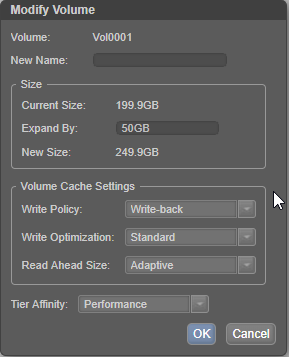 Modify Volume
Volume: Vol0001
New Name:
Size
Current Size: 199.9GB
Expand By: 50GB
New Size: 249.9GB
Volume Cache Settings
Write Policy: Write-back
Write Optimization: Standard
Read Ahead Size: Adaptive
Tier Affinity: Performance
OK Cancel